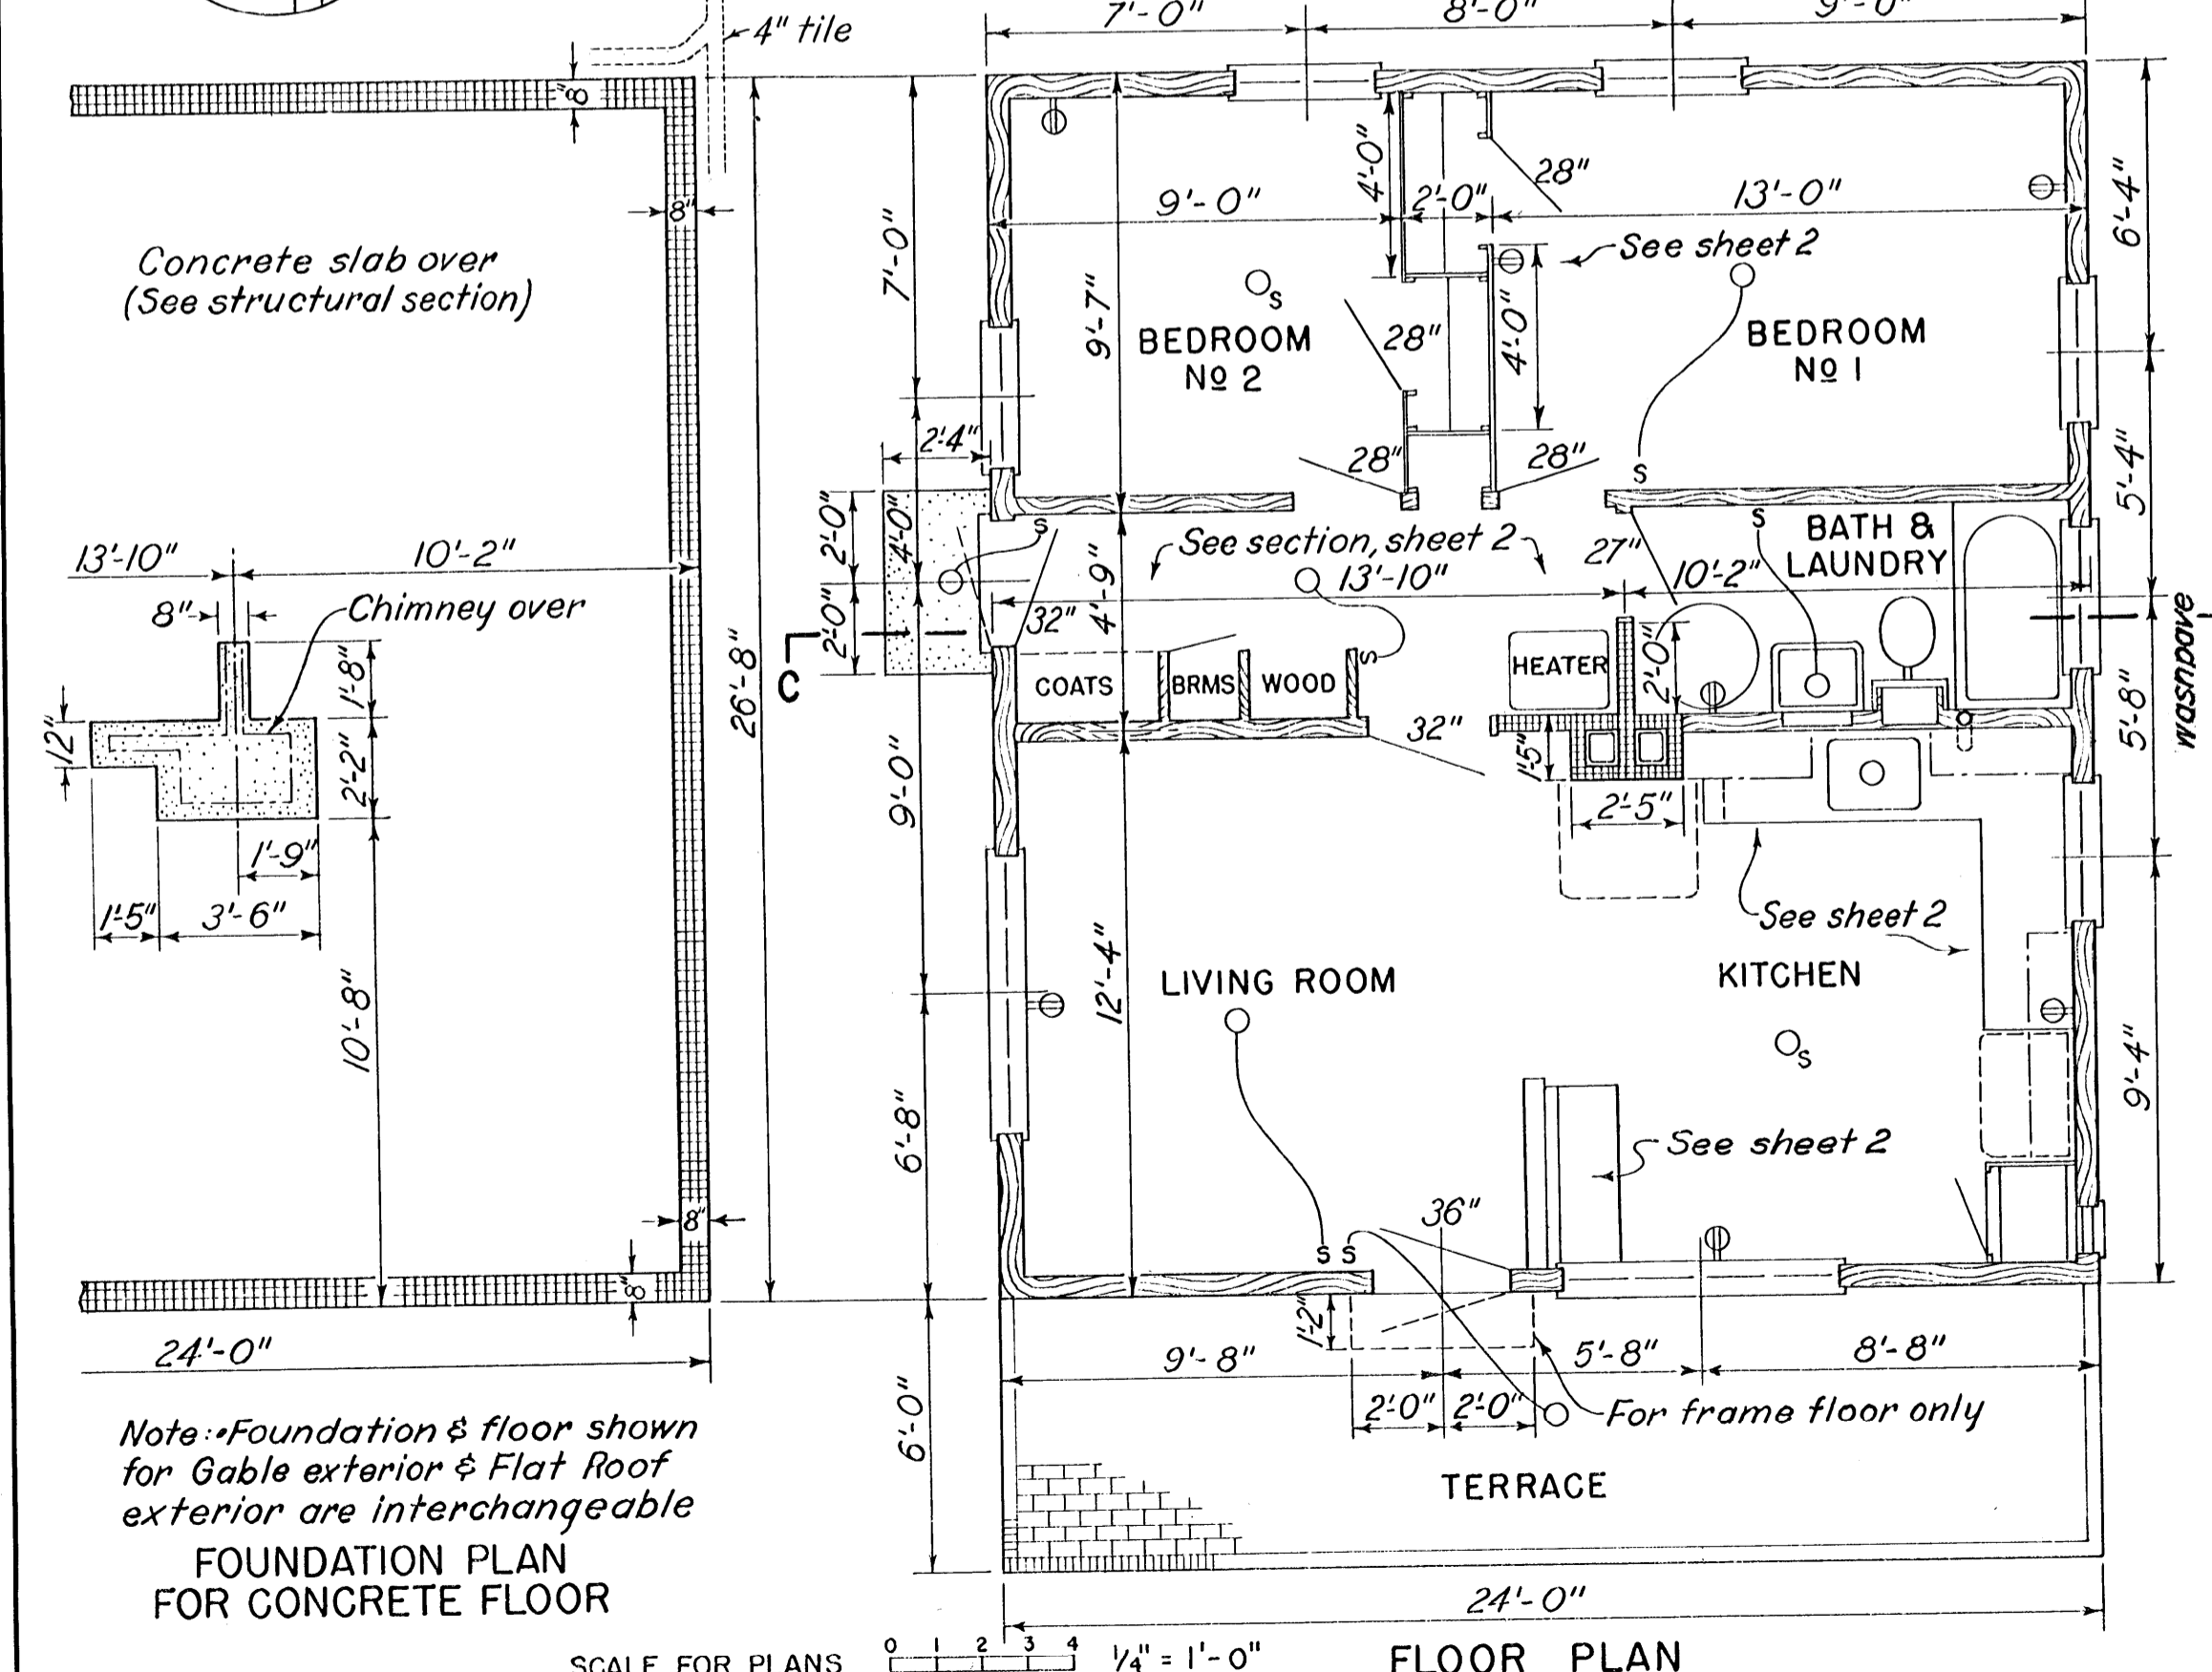 7'-0"
8'-0"
9'-0"
4" tile
8"
8"
Concrete slab over
(See structural section)
13'-10"
10'-2"
8"
Chimney over
1'-8"
12"
2'-2"
1'-9"
1'-5"
3'-6"
10'-8"
8"
8"
24'-0"
26'-8"
Note: Foundation & floor shown
for Gable exterior & Flat Roof
exterior are interchangeable
FOUNDATION PLAN
FOR CONCRETE FLOOR
7'-0"
4'-0"
28"
9'-0"
2'-0"
13'-0"
6'-4"
See sheet 2
S
9'-7"
BEDROOM
No 2
28"
4'-0"
BEDROOM
No 1
2'-4"
28"
28"
S
5'-4"
2'-0"
4'-0"
S
See section, sheet 2
27"
S
BATH &
LAUNDRY
13'-10"
10'-2"
32"
4'-9"
2'-0"
C
S
COATS
BRMS
WOOD
HEATER
2'-0"
5'-8"
32"
1'-5"
2'-5"
9'-0"
See sheet 2
LIVING ROOM
KITCHEN
12'-4"
S
9'-4"
6'-8"
See sheet 2
36"
S S
1'-2"
9'-8"
5'-8"
8'-8"
2'-0"
2'-0"
For frame floor only
6'-0"
TERRACE
24'-0"
SCALE FOR PLANS
0 1 2 3 4
1/4" = 1'-0"
FLOOR PLAN